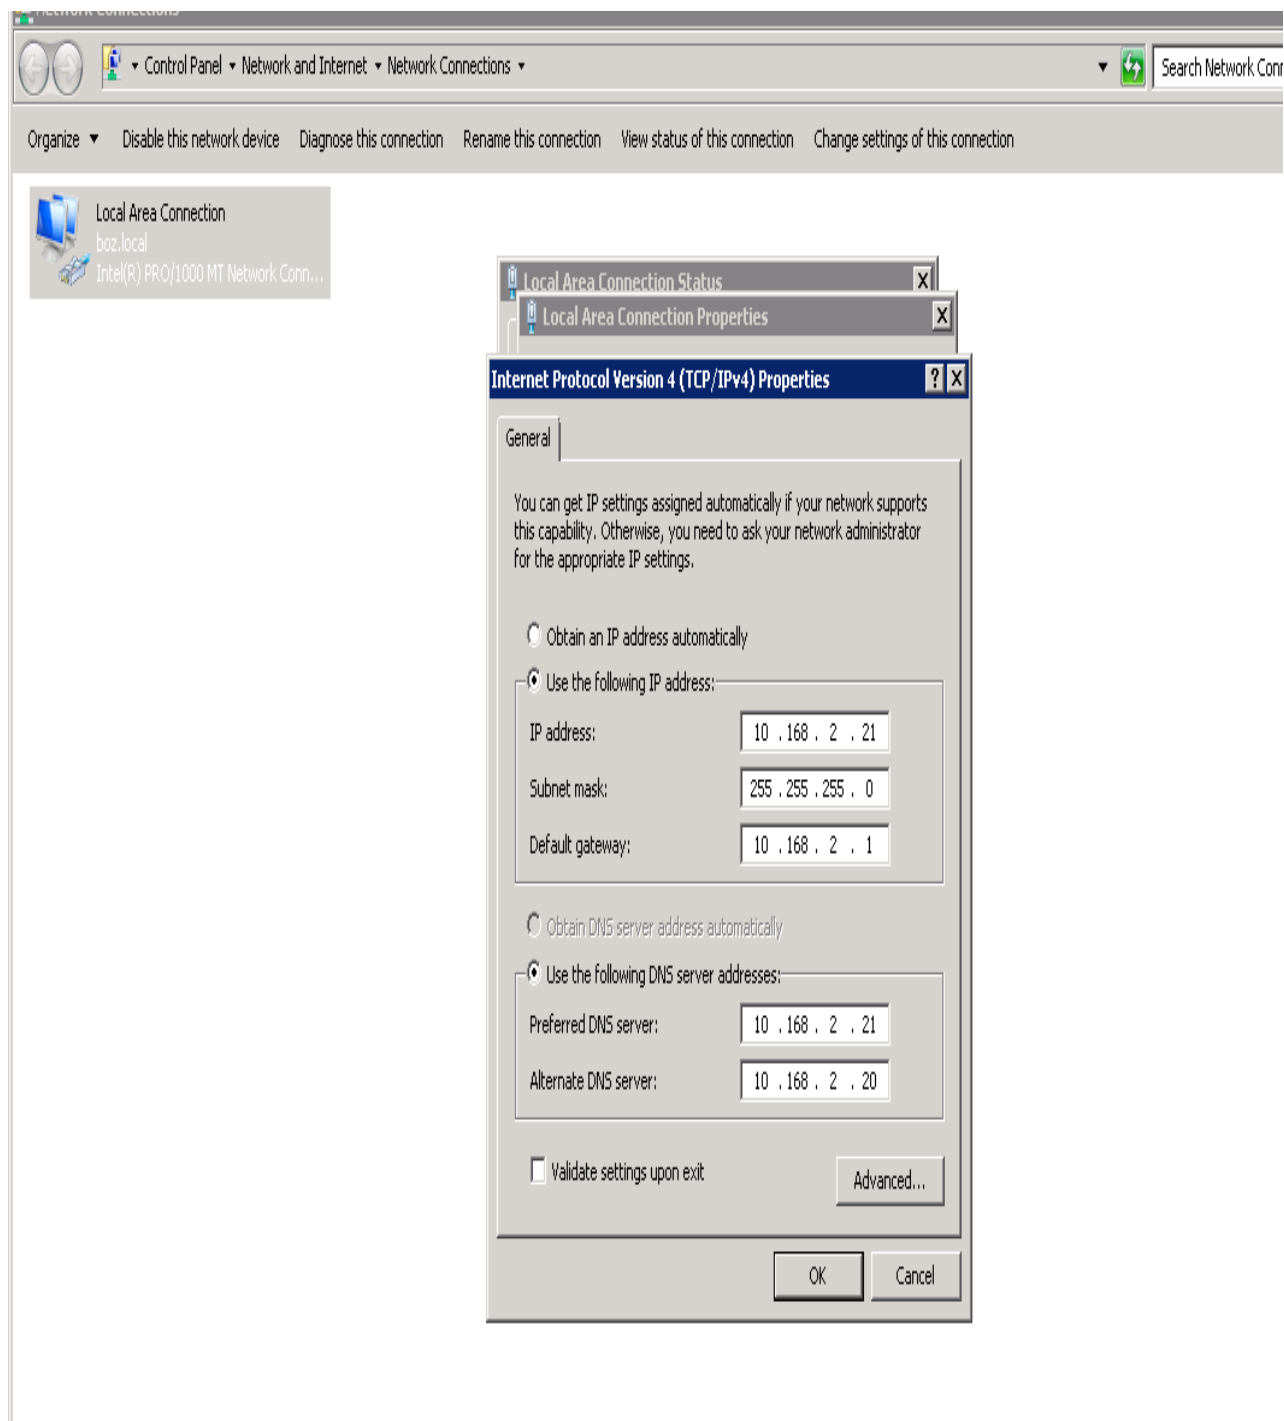 Network Connections
Control Panel Network and Internet Network Connections
Search Network Conn
Organize Disable this network device Diagnose this connection Rename this connection View status of this connection Change settings of this connection
Local Area Connection
boz.local
Intel(R) PRO/1000 MT Network Conn...
Local Area Connection Status
Local Area Connection Properties
Internet Protocol Version 4 (TCP/IPv4) Properties
General
You can get IP settings assigned automatically if your network supports
this capability. Otherwise, you need to ask your network administrator
for the appropriate IP settings.
Obtain an IP address automatically
Use the following IP address:
IP address: 10 . 168 . 2 . 21
Subnet mask: 255 . 255 . 255 . 0
Default gateway: 10 . 168 . 2 . 1
Obtain DNS server address automatically
Use the following DNS server addresses:
Preferred DNS server: 10 . 168 . 2 . 21
Alternate DNS server: 10 . 168 . 2 . 20
Validate settings upon exit
Advanced...
OK Cancel